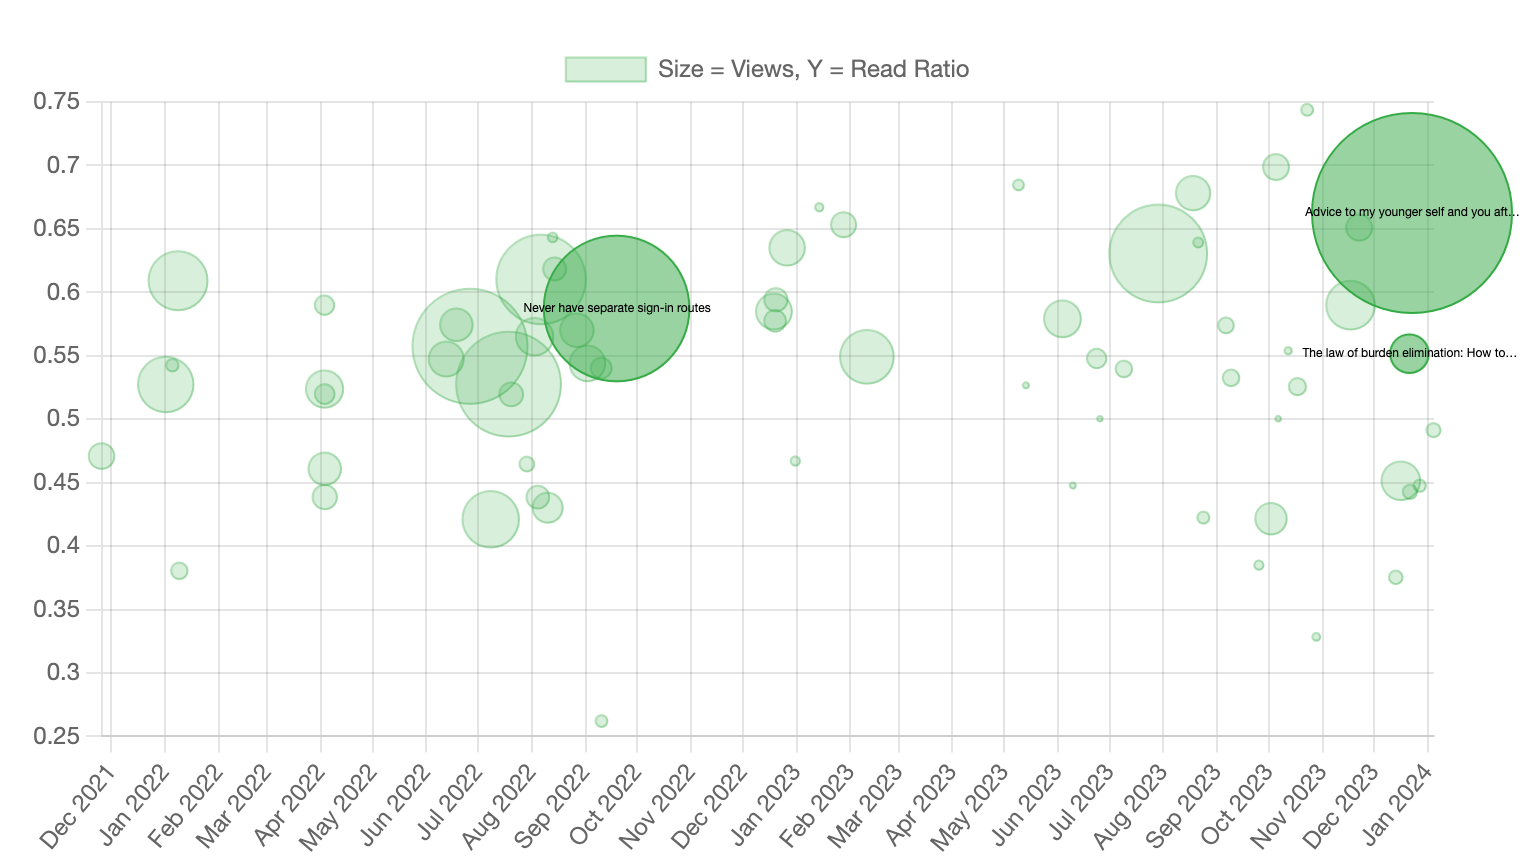 Size = Views, Y = Read Ratio
0.75
0.7
Advice to my younger self and you aft...
0.65
0.6
Never have separate sign-in routes
0.55
The law of burden elimination: How to...
0.5
0.45
0.4
0.35
0.3
0.25
Dec 2021
Jan 2022
Feb 2022
Mar 2022
Apr 2022
May 2022
Jun 2022
Jul 2022
Aug 2022
Sep 2022
Oct 2022
Nov 2022
Dec 2022
Jan 2023
Feb 2023
Mar 2023
Apr 2023
May 2023
Jun 2023
Jul 2023
Aug 2023
Sep 2023
Oct 2023
Nov 2023
Dec 2023
Jan 2024